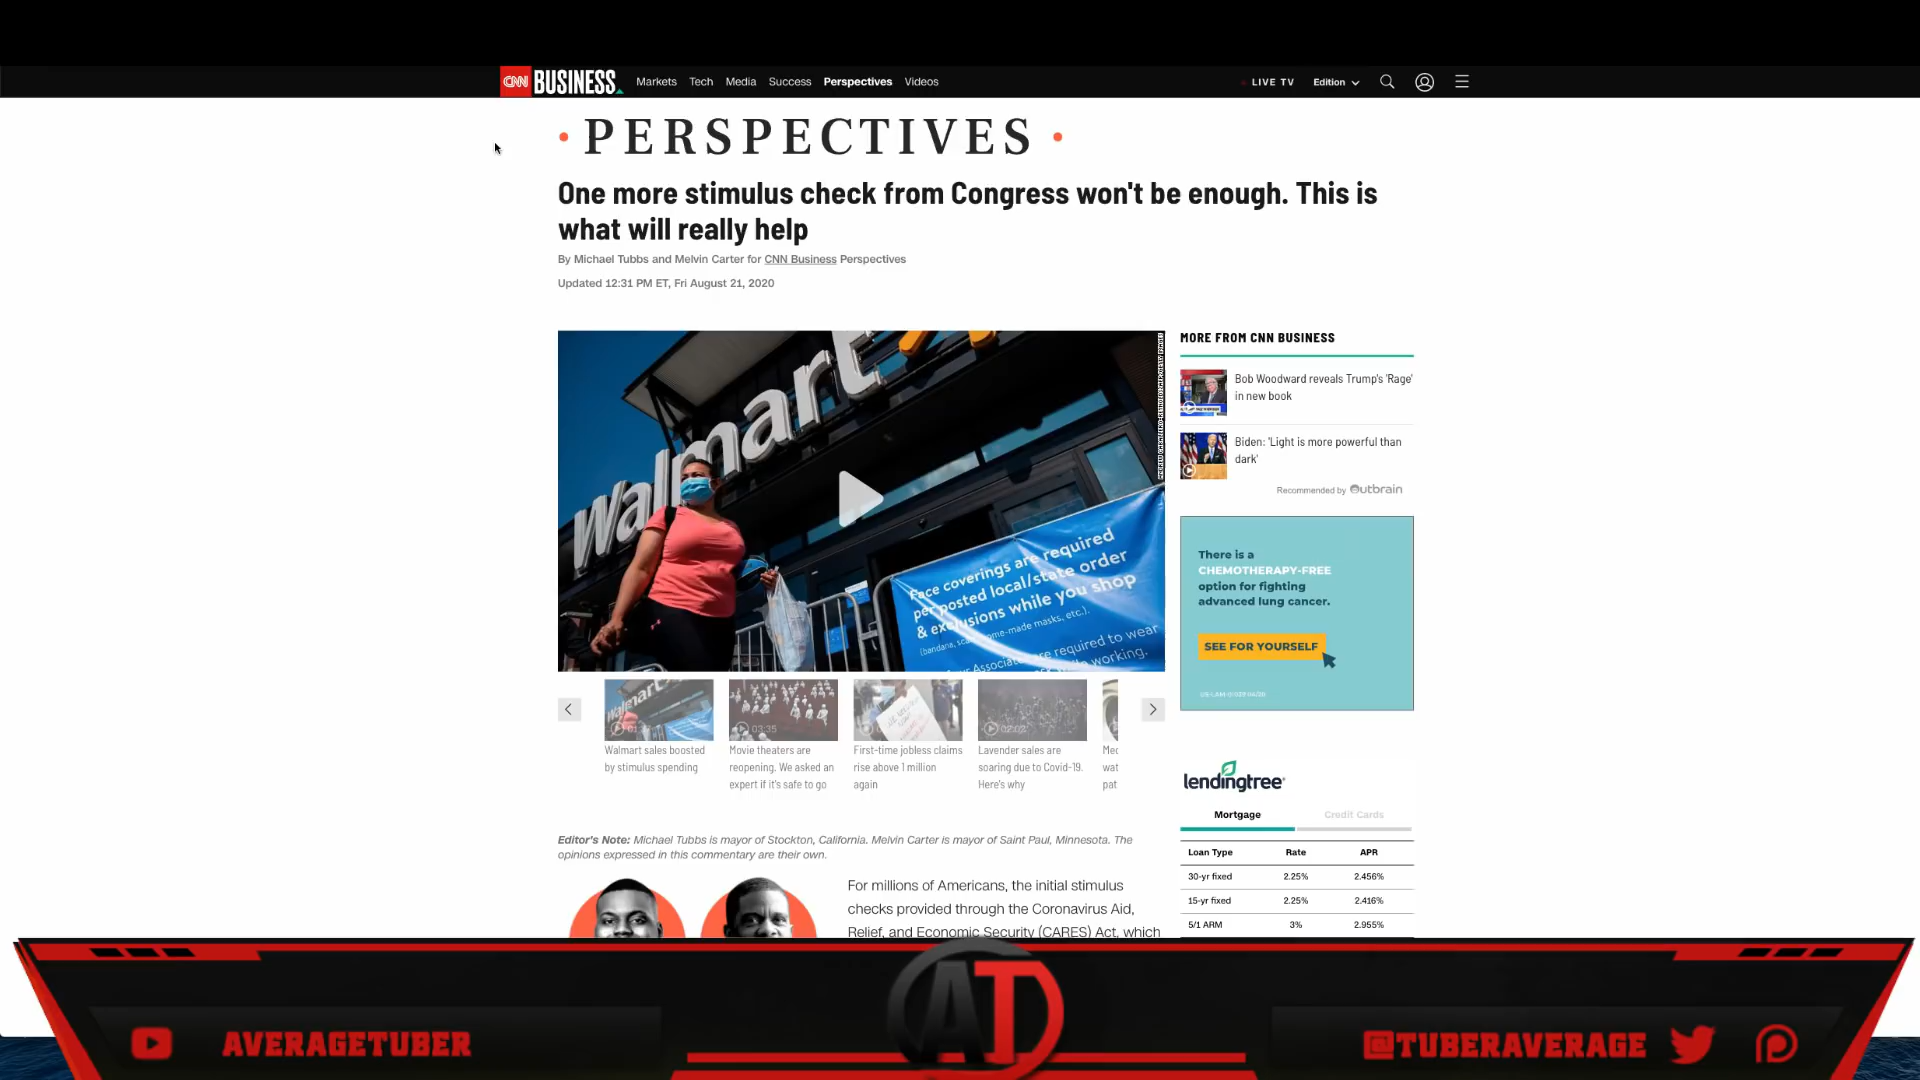 CNN BUSINESS Markets Tech Media Success Perspectives Videos LIVE TV Edition
PERSPECTIVES
One more stimulus check from Congress won't be enough. This is
what will really help
By Michael Tubbs and Melvin Carter for CNN Business Perspectives
Updated 12:31 PM ET, Fri August 21, 2020
Walmart
Face coverings are required
per posted local/state order
& exclusions while you shop
are required to wear
working.
03:35
Walmart sales boosted
by stimulus spending
Movie theaters are
reopening. We asked an
expert if it's safe to go
First-time jobless claims
rise above 1 million
again
Lavender sales are
soaring due to Covid-19.
Here's why
Mec
wat
pat
MORE FROM CNN BUSINESS
Bob Woodward reveals Trump's 'Rage'
in new book
Biden: 'Light is more powerful than
dark'
Recommended by Outbrain
There is a
CHEMOTHERAPY-FREE
option for fighting
advanced lung cancer.
SEE FOR YOURSELF
lendingtree
Mortgage Credit Cards
Loan Type Rate APR
30-yr fixed 2.25% 2.456%
15-yr fixed 2.25% 2.416%
5/1 ARM 3% 2.955%
Editor's Note: Michael Tubbs is mayor of Stockton, California. Melvin Carter is mayor of Saint Paul, Minnesota. The
opinions expressed in this commentary are their own.
For millions of Americans, the initial stimulus
checks provided through the Coronavirus Aid,
Relief, and Economic Security (CARES) Act, which
AT
AVERAGETUBER
@TUBERAVERAGE